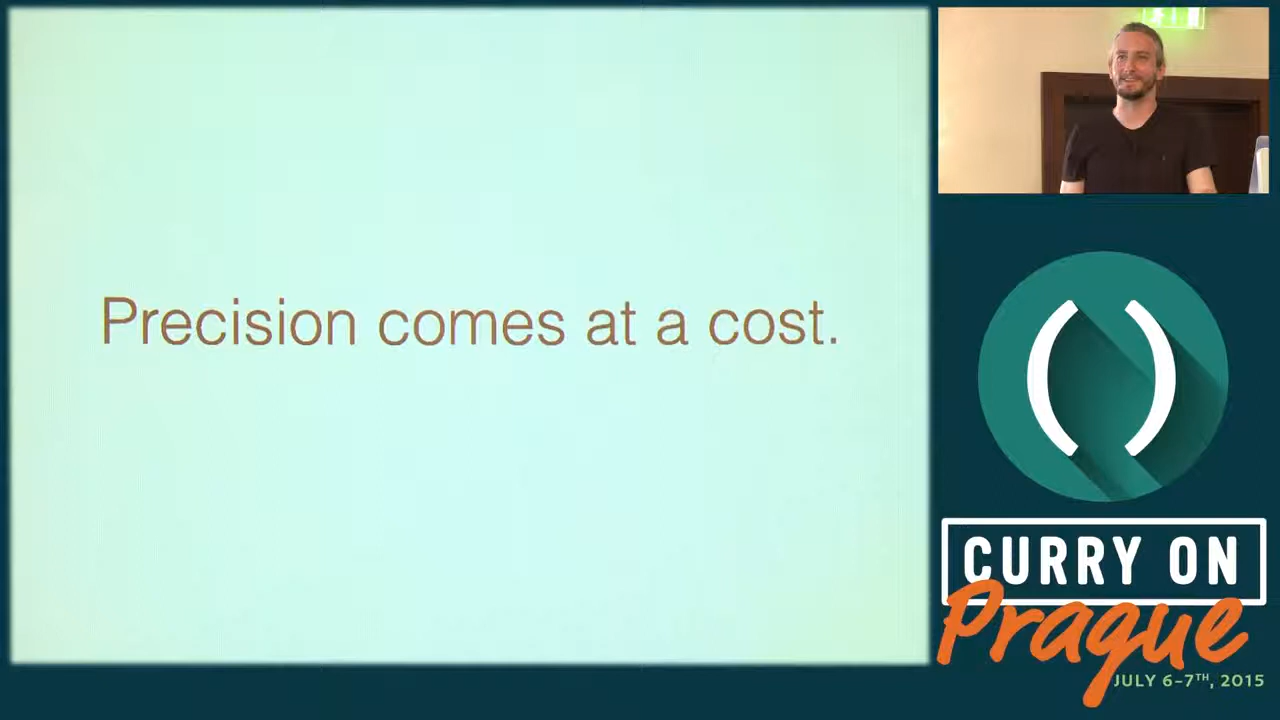 Precision comes at a cost.
()
CURRY ON
Prague
JULY 6-7TH, 2015